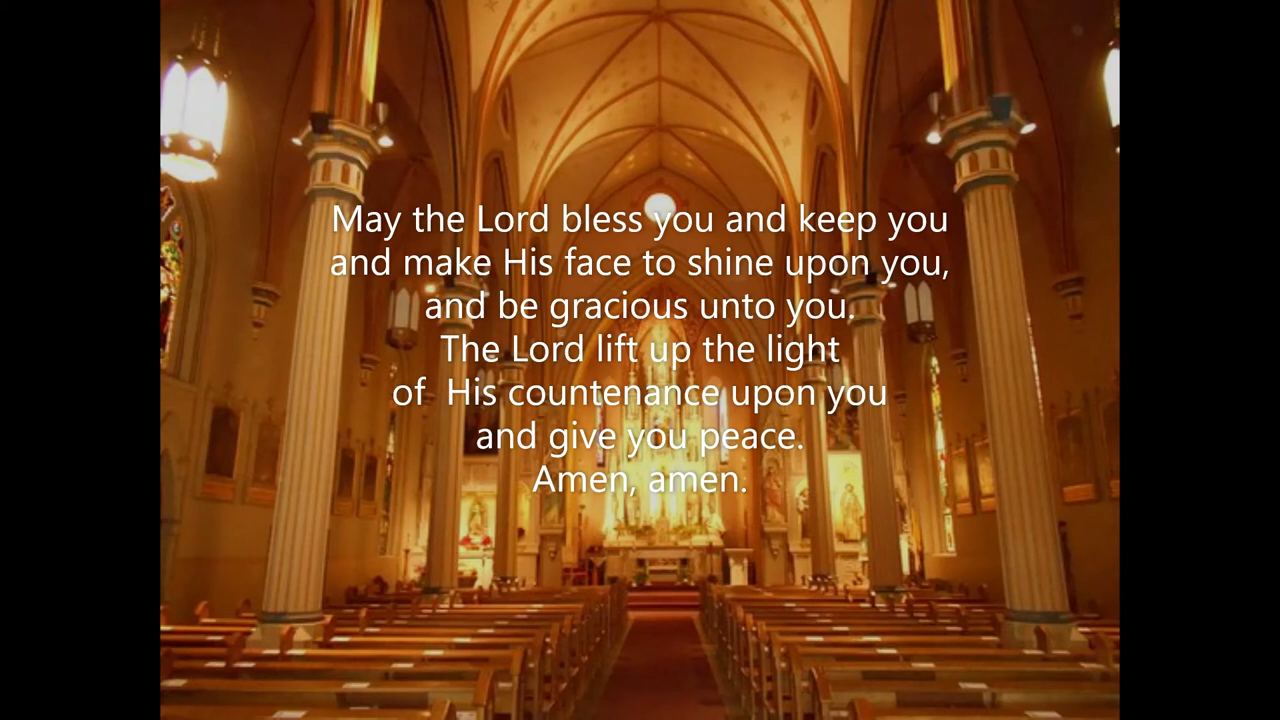 May the Lord bless you and keep you
and make His face to shine upon you,
and be gracious unto you.
The Lord lift up the light
of  His countenance upon you
and give you peace.
Amen, amen.